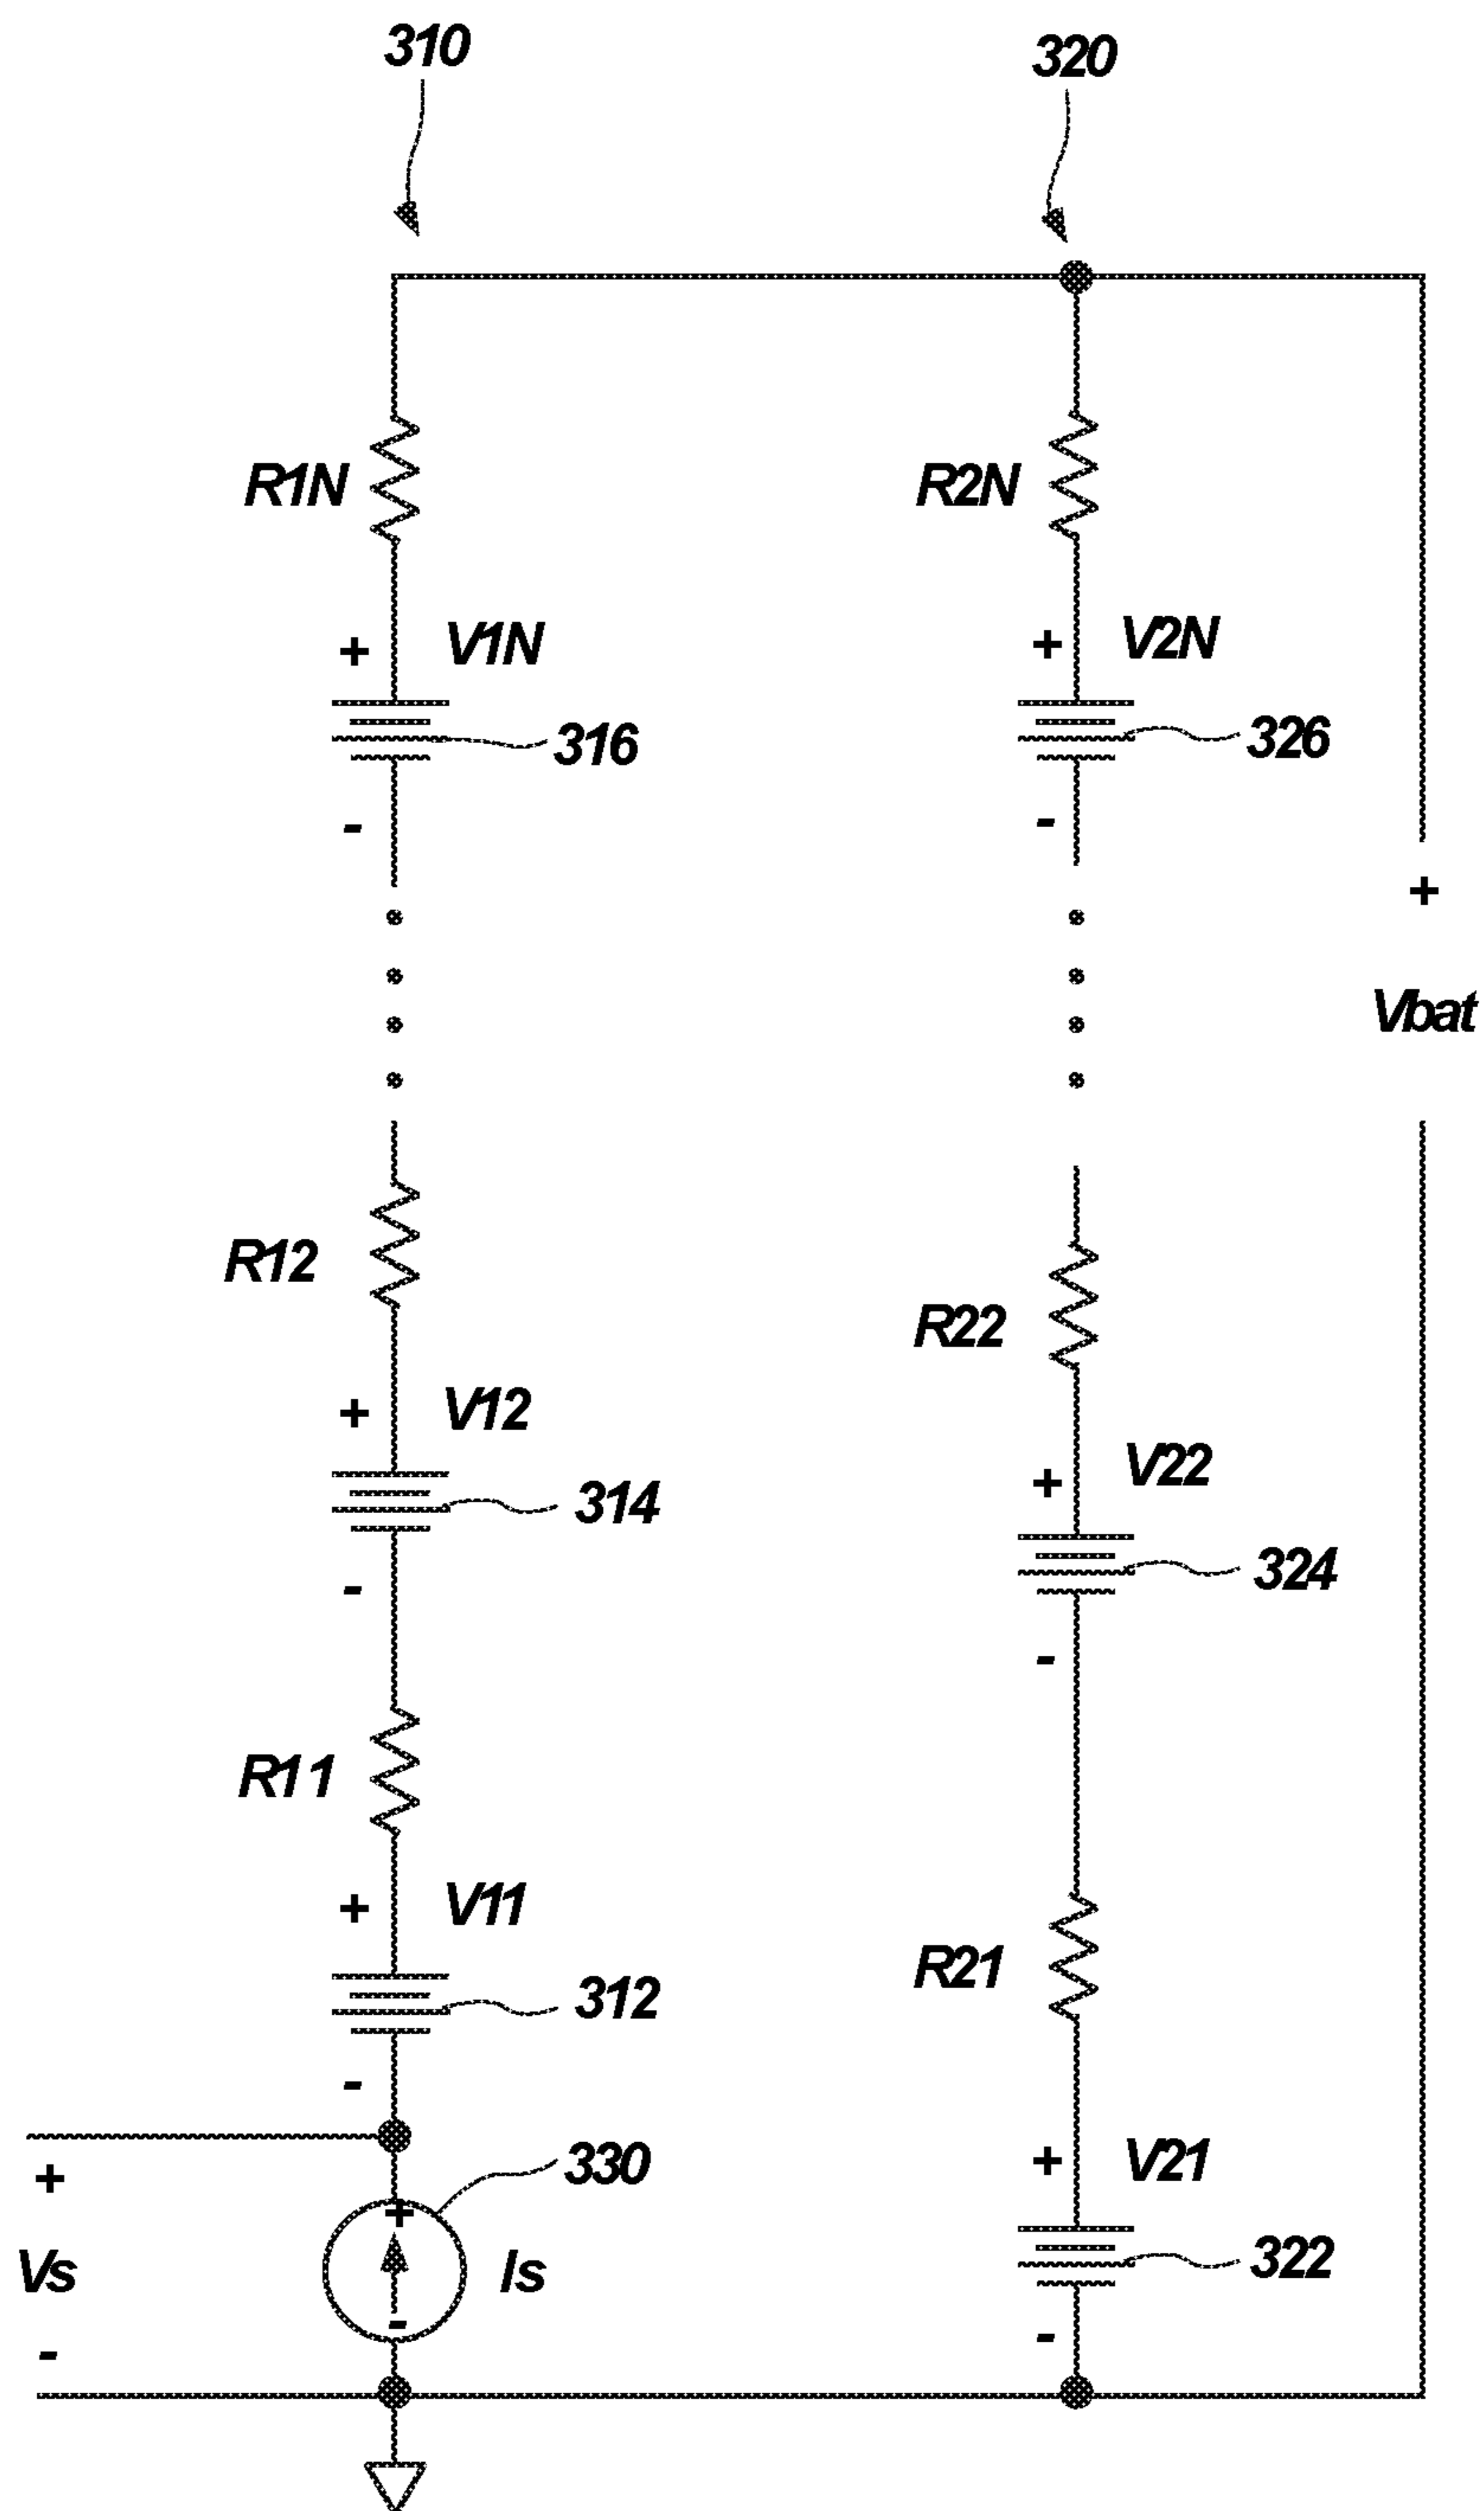 310 320
R1N R2N
+ V1N + V2N
316 326
- -
+
Vbat
R12 R22
+ V12 + V22
314 324
- -
R11 R21
+ V11
312
-
+ 330 + V21
+
Vs Is 322
- - -